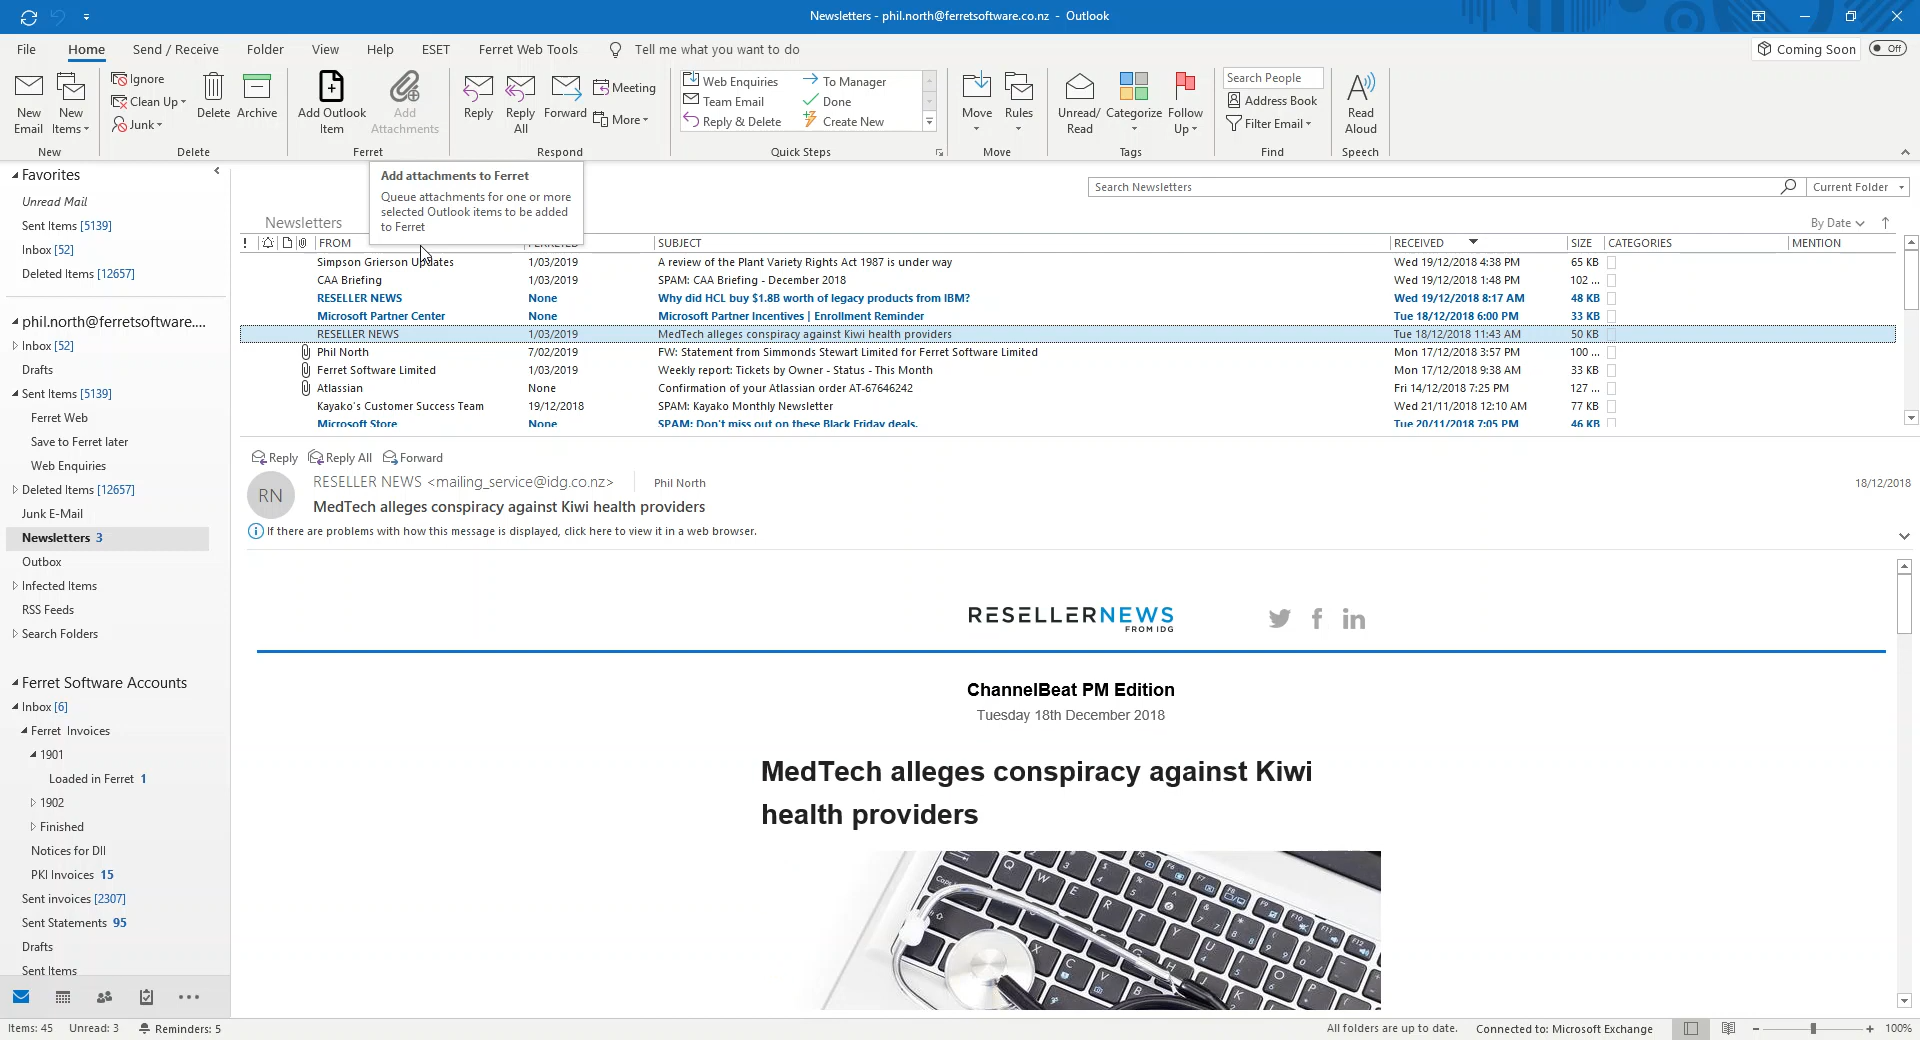 Newsletters - phil.north@ferretsoftware.co.nz - Outlook
File Home Send / Receive Folder View Help ESET Ferret Web Tools Tell me what you want to do Coming Soon Off
New Email
New Items
New
Ignore
Clean Up
Junk
Delete
Archive
Delete
Add Outlook Item
Add Attachments
Ferret
Reply
Reply All
Forward
Meeting
More
Respond
Web Enquiries To Manager
Team Email Done
Reply & Delete Create New
Quick Steps
Move
Rules
Move
Unread/ Read
Categorize
Follow Up
Tags
Search People
Address Book
Filter Email
Find
Read Aloud
Speech
Add attachments to Ferret
Queue attachments for one or more
selected Outlook items to be added
to Ferret
Favorites
Unread Mail
Sent Items [5139]
Inbox [52]
Deleted Items [12657]
phil.north@ferretsoftware....
Inbox [52]
Drafts
Sent Items [5139]
Ferret Web
Save to Ferret later
Web Enquiries
Deleted Items [12657]
Junk E-Mail
Newsletters 3
Outbox
Infected Items
RSS Feeds
Search Folders
Ferret Software Accounts
Inbox [6]
Ferret Invoices
1901
Loaded in Ferret 1
1902
Finished
Notices for DII
PKI Invoices 15
Sent invoices [2307]
Sent Statements 95
Drafts
Sent Items
Search Newsletters Current Folder
Newsletters By Date
! FROM FERRETED SUBJECT RECEIVED SIZE CATEGORIES MENTION
Simpson Grierson Updates 1/03/2019 A review of the Plant Variety Rights Act 1987 is under way Wed 19/12/2018 4:38 PM 65 KB
CAA Briefing 1/03/2019 SPAM: CAA Briefing - December 2018 Wed 19/12/2018 1:48 PM 102 ...
RESELLER NEWS None Why did HCL buy $1.8B worth of legacy products from IBM? Wed 19/12/2018 8:17 AM 48 KB
Microsoft Partner Center None Microsoft Partner Incentives | Enrollment Reminder Tue 18/12/2018 6:00 PM 33 KB
RESELLER NEWS 1/03/2019 MedTech alleges conspiracy against Kiwi health providers Tue 18/12/2018 11:43 AM 50 KB
Phil North 7/02/2019 FW: Statement from Simmonds Stewart Limited for Ferret Software Limited Mon 17/12/2018 3:57 PM 100 ...
Ferret Software Limited 1/03/2019 Weekly report: Tickets by Owner - Status - This Month Mon 17/12/2018 9:38 AM 33 KB
Atlassian None Confirmation of your Atlassian order AT-67646242 Fri 14/12/2018 7:25 PM 127 ...
Kayako's Customer Success Team 19/12/2018 SPAM: Kayako Monthly Newsletter Wed 21/11/2018 12:10 AM 77 KB
Microsoft Store None SPAM: Don't miss out on these Black Friday deals. Tue 20/11/2018 7:05 PM 46 KB
Reply Reply All Forward
RN RESELLER NEWS <mailing_service@idg.co.nz> Phil North 18/12/2018
MedTech alleges conspiracy against Kiwi health providers
If there are problems with how this message is displayed, click here to view it in a web browser.
RESELLERNEWS
FROM IDG
ChannelBeat PM Edition
Tuesday 18th December 2018
MedTech alleges conspiracy against Kiwi
health providers
Items: 45 Unread: 3 Reminders: 5 All folders are up to date. Connected to: Microsoft Exchange 100%